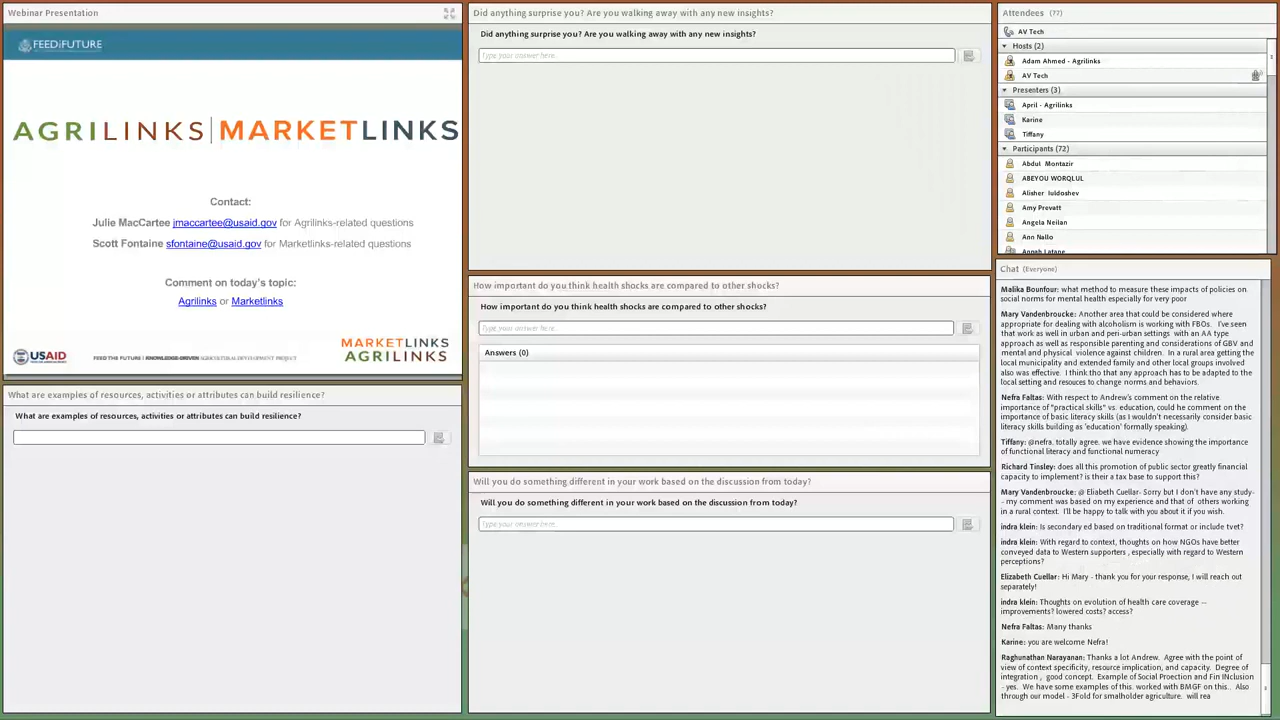 Webinar Presentation
FEED THE FUTURE
AGRILINKS | MARKETLINKS
Contact:
Julie MacCartee jmaccartee@usaid.gov for Agrilinks-related questions
Scott Fontaine sfontaine@usaid.gov for Marketlinks-related questions
Comment on today's topic:
Agrilinks or Marketlinks
USAID
FEED THE FUTURE | KNOWLEDGE-DRIVEN AGRICULTURAL DEVELOPMENT PROJECT
MARKETLINKS
AGRILINKS
What are examples of resources, activities or attributes can build resilience?
What are examples of resources, activities or attributes can build resilience?
Did anything surprise you? Are you walking away with any new insights?
Did anything surprise you? Are you walking away with any new insights?
Type your answer here.
How important do you think health shocks are compared to other shocks?
How important do you think health shocks are compared to other shocks?
Type your answer here.
Answers (0)
Will you do something different in your work based on the discussion from today?
Will you do something different in your work based on the discussion from today?
Type your answer here.
Attendees (77)
AV Tech
Hosts (2)
Adam Ahmed - Agrilinks
AV Tech
Presenters (3)
April - Agrilinks
Karine
Tiffany
Participants (72)
Abdul Montazir
ABEYOU WORQLUL
Alisher Iuldoshev
Amy Prevatt
Angela Neilan
Ann Nallo
Annah Latane
Chat (Everyone)
Malika Bounfour: what method to measure these impacts of policies on
social norms for mental health especially for very poor
Mary Vandenbroucke: Another area that could be considered where
appropriate for dealing with alcoholism is working with FBOs. I've seen
that work as well in urban and peri-urban settings with an AA type
approach as well as responsible parenting and considerations of GBV and
mental and physical violence against children. In a rural area getting the
local municipality and extended family and other local groups involved
also was effective. I think tho that any approach has to be adapted to the
local setting and resouces to change norms and behaviors.
Nefra Faltas: With respect to Andrew's comment on the relative
importance of "practical skills" vs. education, could he comment on the
importance of basic literacy skills (as I wouldn't necessarily consider basic
literacy skills building as 'education' formally speaking).
Tiffany: @nefra. totally agree. we have evidence showing the importance
of functional literacy and functional numeracy
Richard Tinsley: does all this promotion of public sector greatly financial
capacity to implement? is their a tax base to support this?
Mary Vandenbroucke: @ Eliabeth Cuellar- Sorry but I don't have any study-
- my comment was based on my experience and that of others working
in a rural context. I'll be happy to talk with you about it if you wish.
indra klein: Is secondary ed based on traditional format or include tvet?
indra klein: With regard to context, thoughts on how NGOs have better
conveyed data to Western supporters , especially with regard to Western
perceptions?
Elizabeth Cuellar: Hi Mary - thank you for your response, I will reach out
separately!
indra klein: Thoughts on evolution of health care coverage --
improvements? lowered costs? access?
Nefra Faltas: Many thanks
Karine: you are welcome Nefra!
Raghunathan Narayanan: Thanks a lot Andrew. Agree with the point of
view of context specificity, resource implication, and capacity. Degree of
integration , good concept. Example of Social Proection and Fin INclusion
- yes. We have some examples of this. worked with BMGF on this.. Also
through our model - 3Fold for smalholder agriculture. will rea